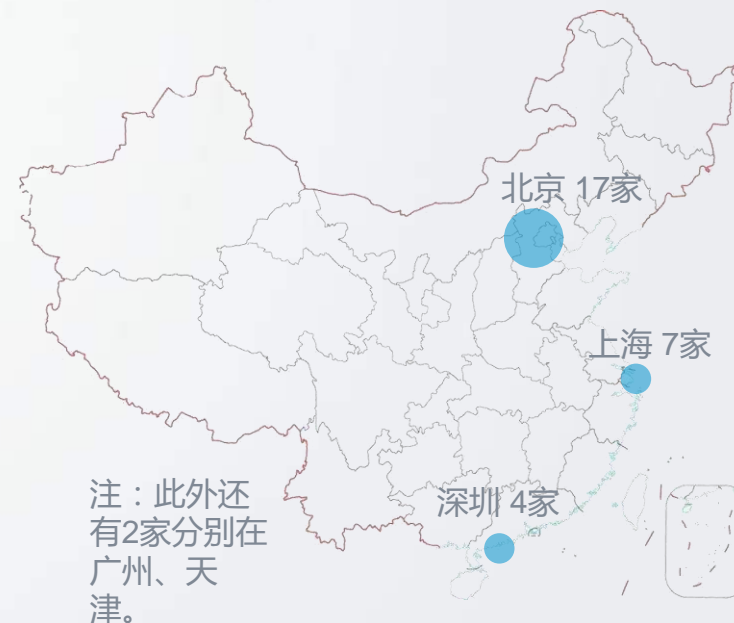 北京 17家
上海 7家
深圳 4家
注：此外还
有2家分别在
广州、天
津。